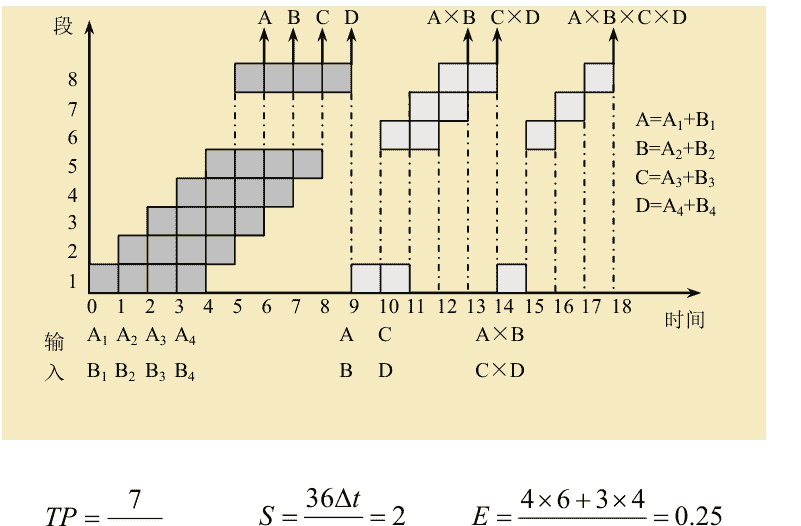 段 A B C D A×B C×D A×B×C×D
8
7
6
5
4
3
2
1
A=A₁+B₁
B=A₂+B₂
C=A₃+B₃
D=A₄+B₄
0 1 2 3 4 5 6 7 8 9 10 11 12 13 14 15 16 17 18
时间
输 A₁ A₂ A₃ A₄ A C A×B
入 B₁ B₂ B₃ B₄ B D C×D
TP = 7 S = 36Δt = 2 E = 4×6+3×4 = 0.25